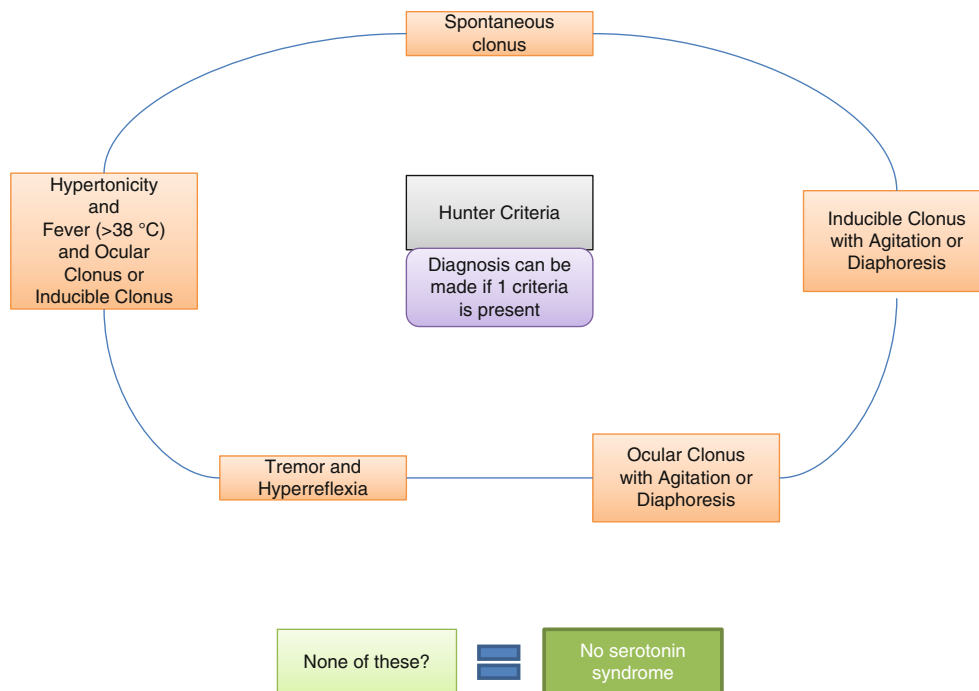 Spontaneous
clonus
Hypertonicity
and
Fever (>38 °C)
and Ocular
Clonus or
Inducible Clonus
Hunter Criteria
Diagnosis can be
made if 1 criteria
is present
Inducible Clonus
with Agitation or
Diaphoresis
Tremor and
Hyperreflexia
Ocular Clonus
with Agitation or
Diaphoresis
None of these?
No serotonin
syndrome